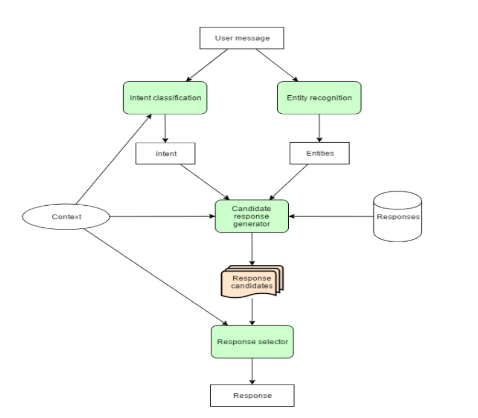 User message
Intent classification
Entity recognition
Intent
Entities
Context
Candidate
response
generator
Responses
Response
candidates
Response selector
Response